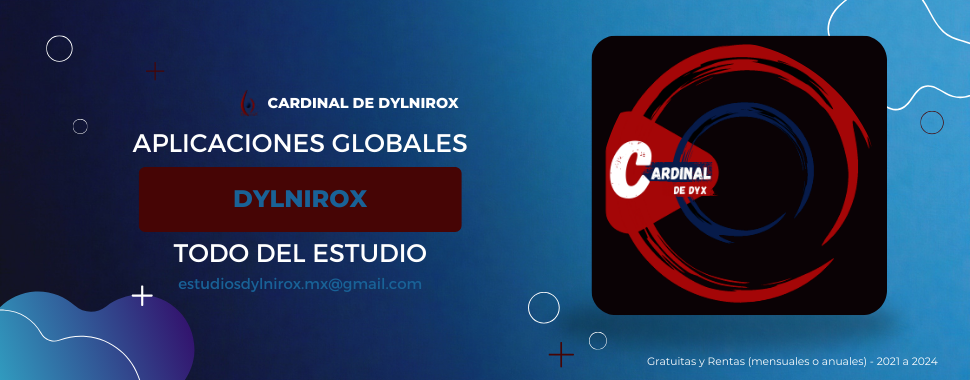 CARDINAL DE DYLNIROX
APLICACIONES GLOBALES
DYLNIROX
TODO DEL ESTUDIO
estudiosdylnirox.mx@gmail.com
CARDINAL
DE DYX
Gratuitas y Rentas (mensuales o anuales) - 2021 a 2024